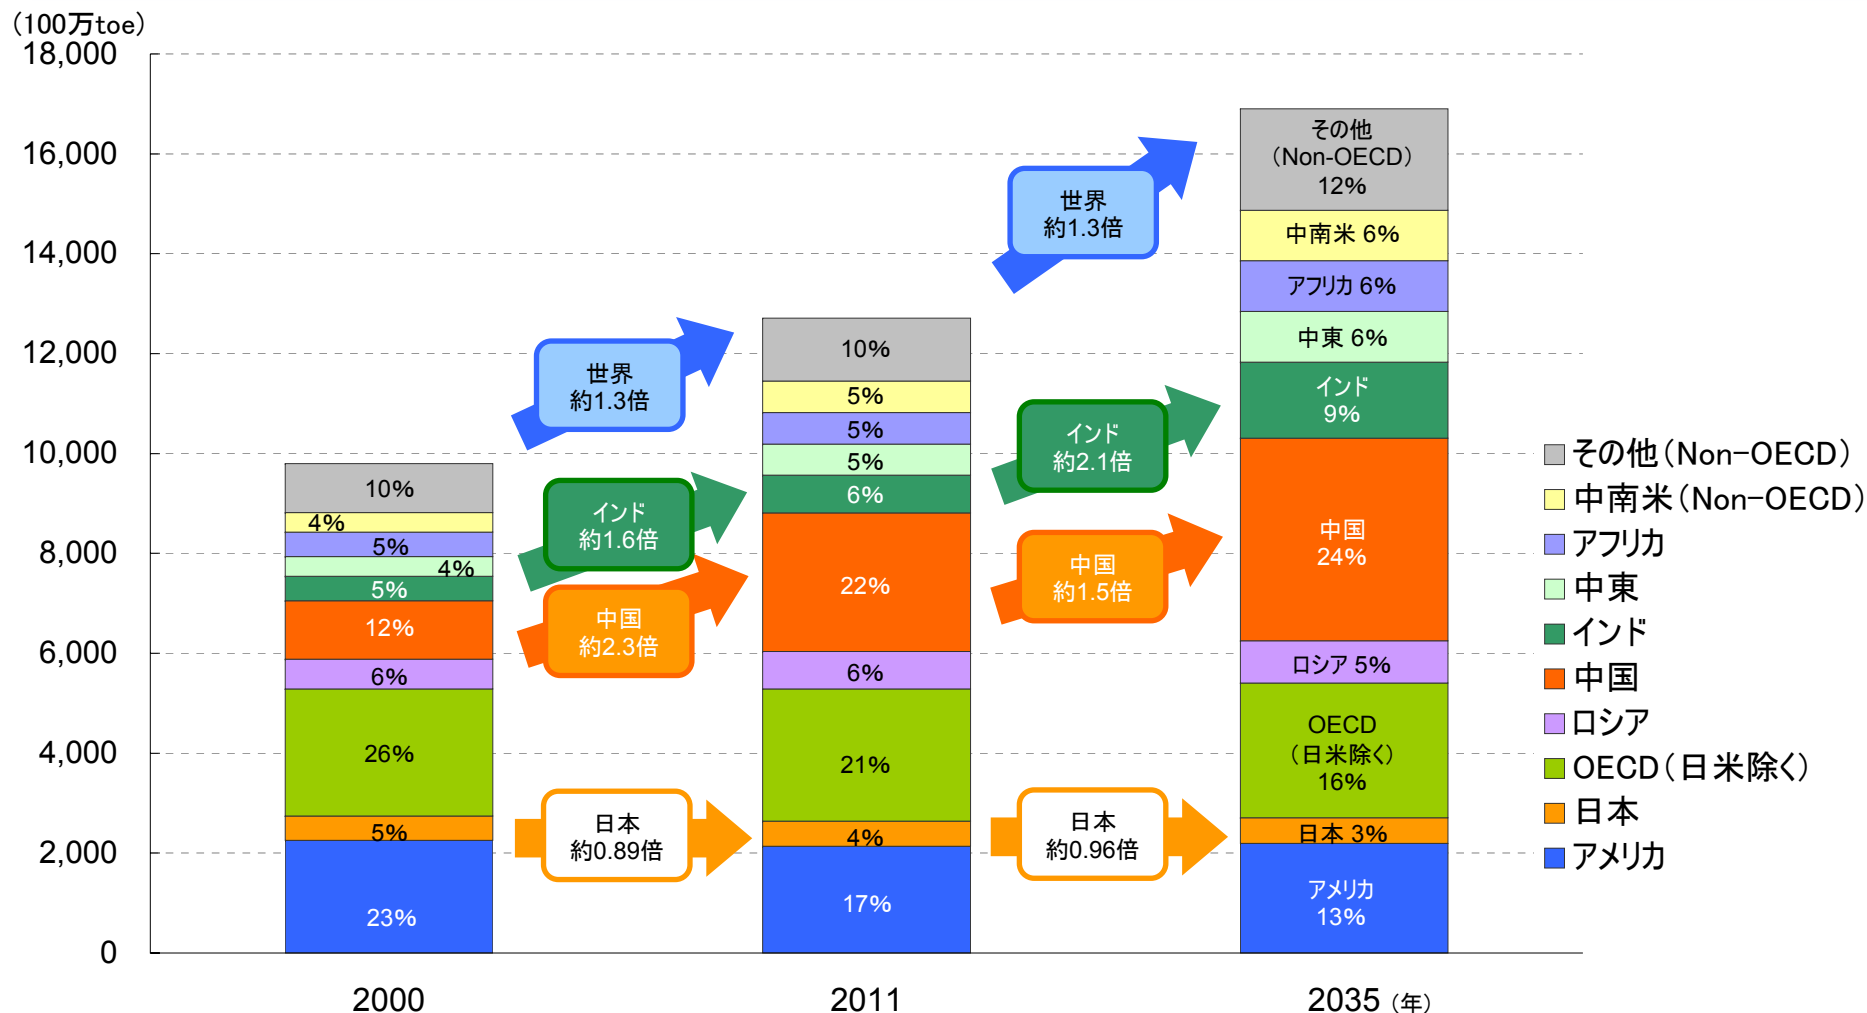 （100万toe）
18,000
16,000
14,000
12,000
10,000
8,000
6,000
4,000
2,000
0
10%
4%
5%
4%
5%
12%
6%
26%
5%
23%
2000
世界
約1.3倍
インド
約1.6倍
中国
約2.3倍
日本
約0.89倍
10%
5%
5%
5%
6%
22%
6%
21%
4%
17%
2011
世界
約1.3倍
インド
約2.1倍
中国
約1.5倍
日本
約0.96倍
その他
（Non-OECD）
12%
中南米 6%
アフリカ 6%
中東 6%
インド
9%
中国
24%
ロシア 5%
OECD
（日米除く）
16%
日本 3%
アメリカ
13%
2035 （年）
その他（Non-OECD）
中南米（Non-OECD）
アフリカ
中東
インド
中国
ロシア
OECD（日米除く）
日本
アメリカ